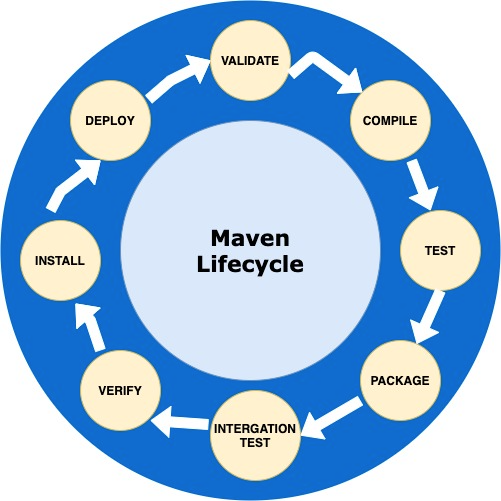 VALIDATE
COMPILE
TEST
PACKAGE
INTERGATION
TEST
VERIFY
INSTALL
DEPLOY
Maven
Lifecycle